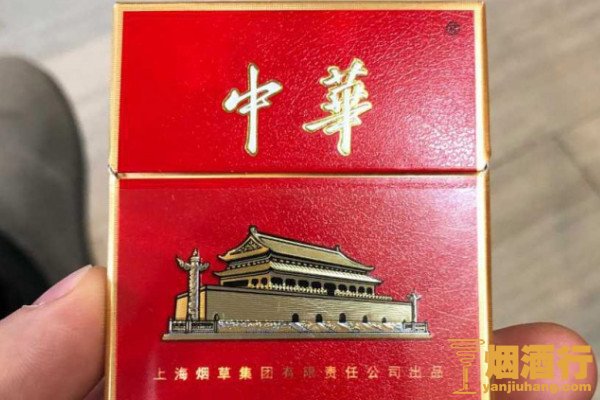 中華
上海烟草集团有限责任公司出品
烟酒行
yanjiuhang.com